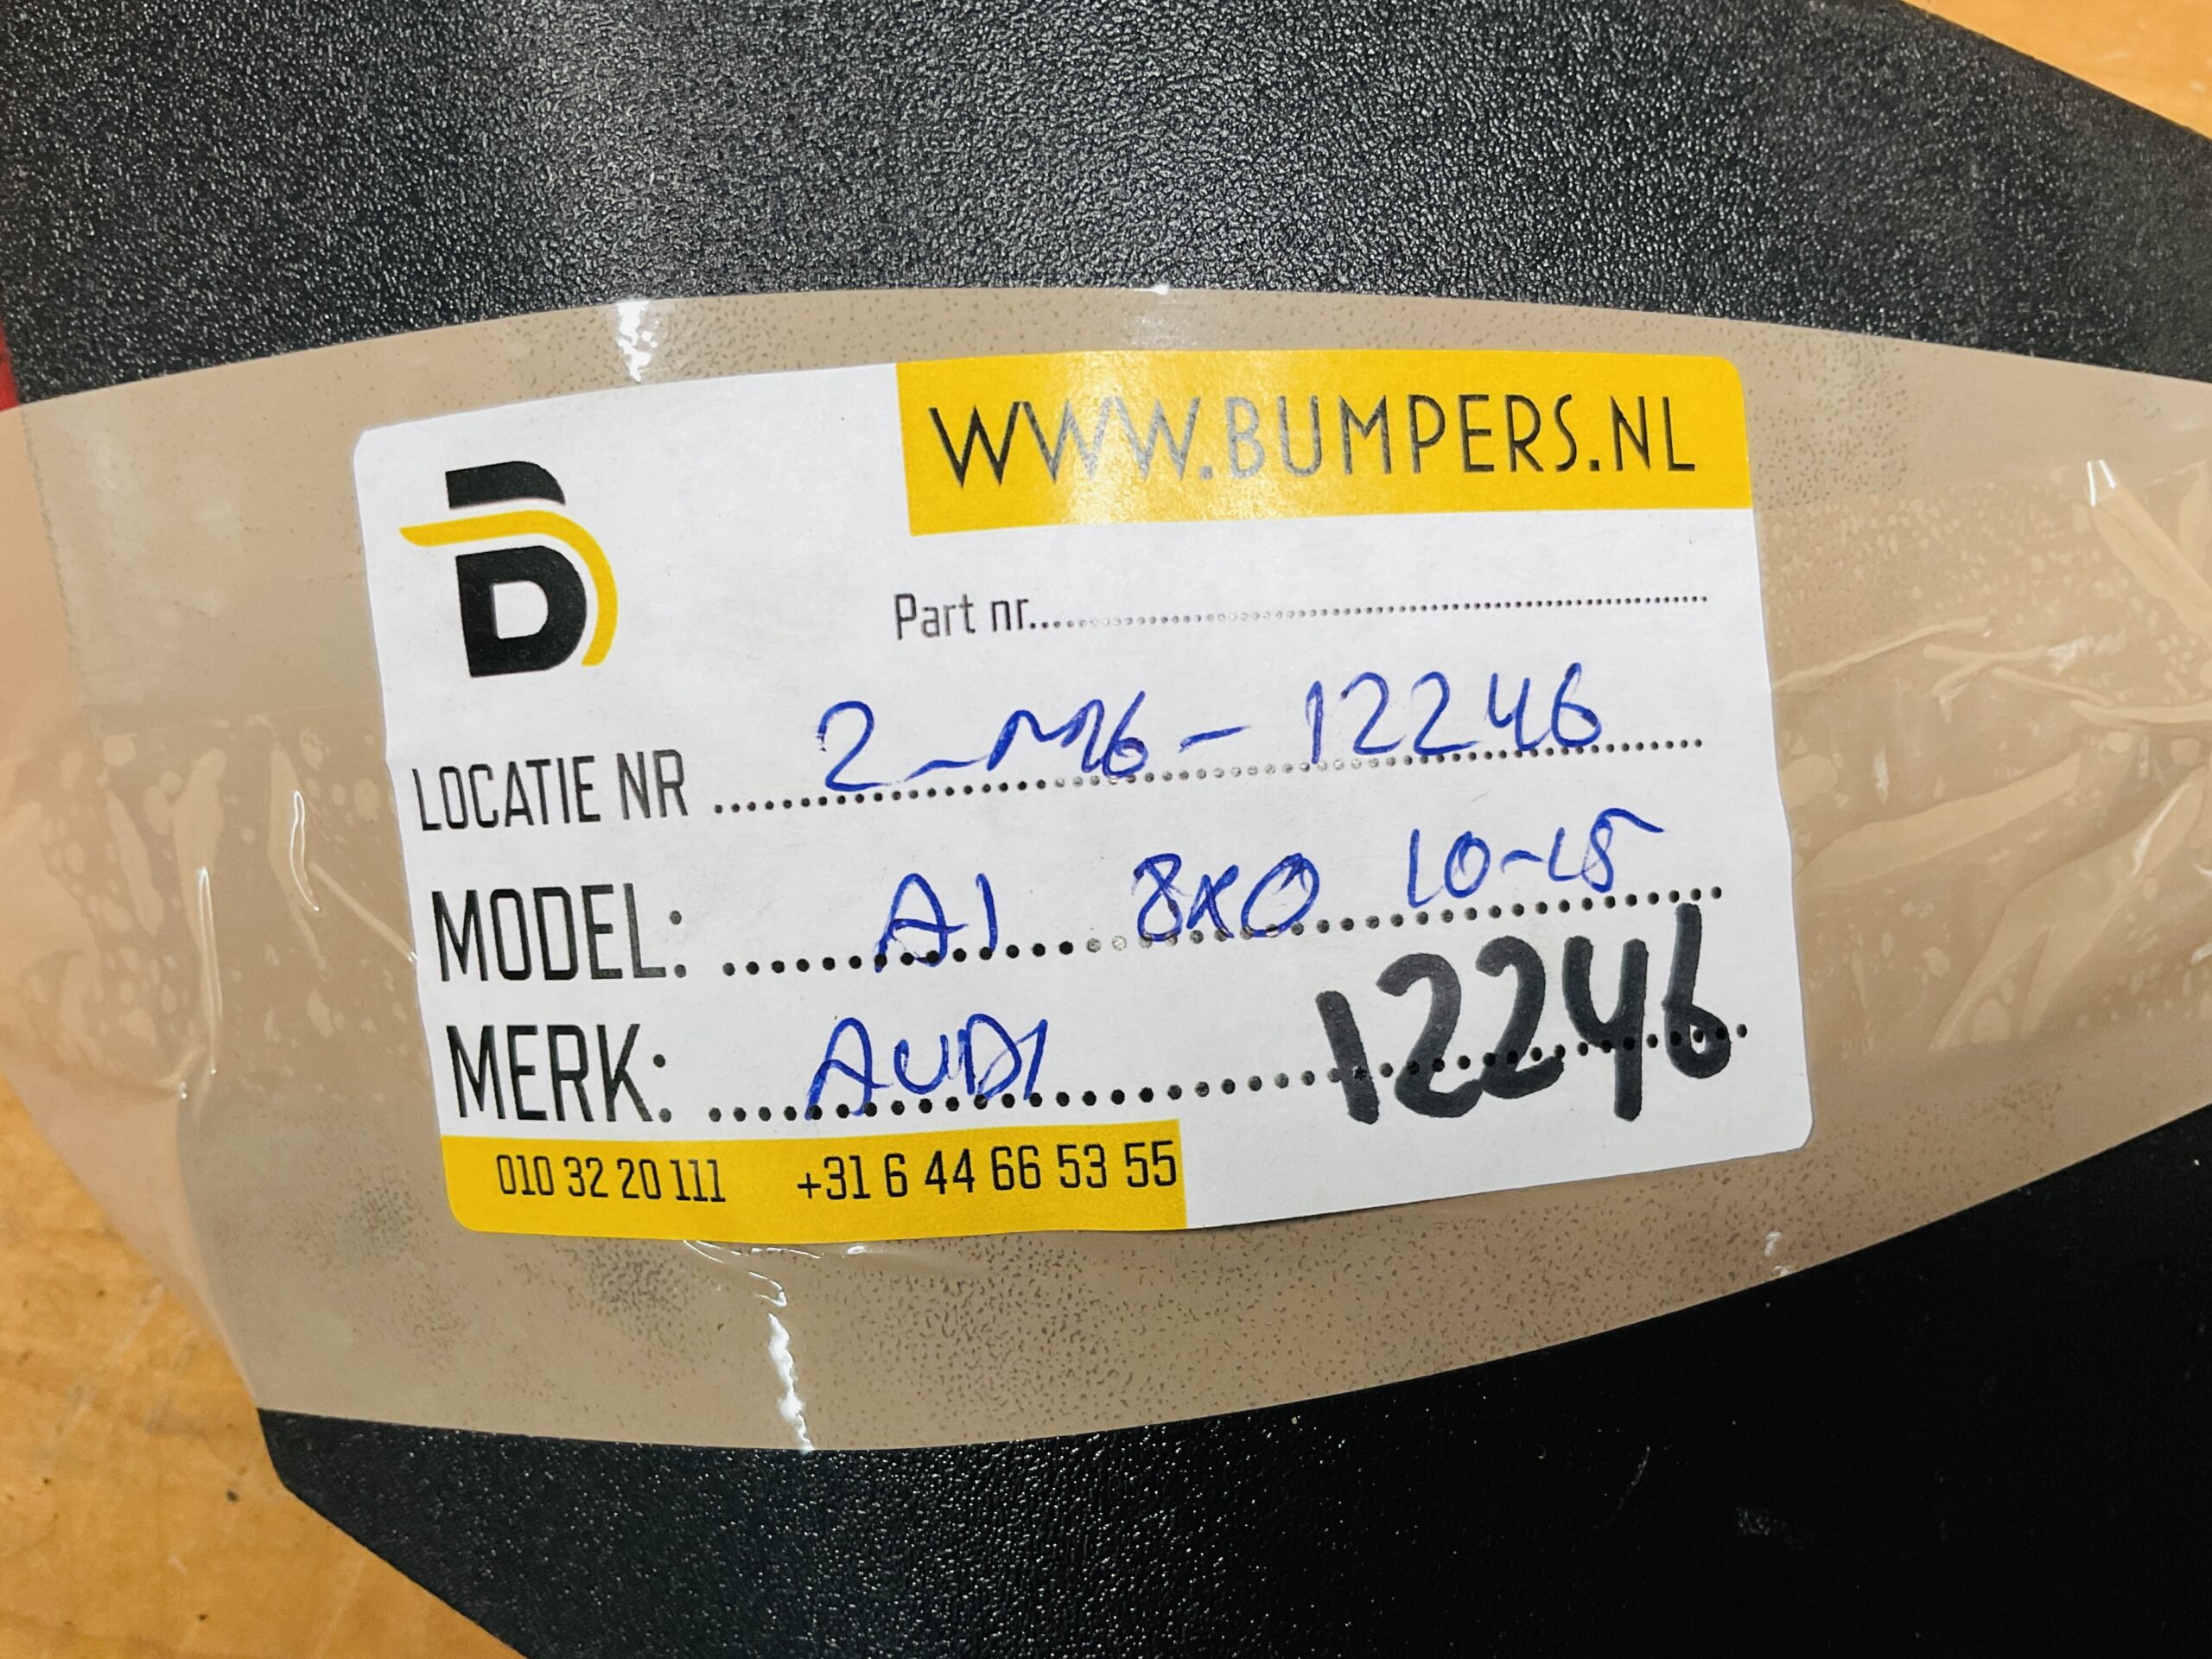 WWW.BUMPERS.NL
Part nr.
LOCATIE NR 2-M16-12246
MODEL: A1 8X0 10-15
MERK: AUDI 12246
010 32 20 111 +31 6 44 66 53 55